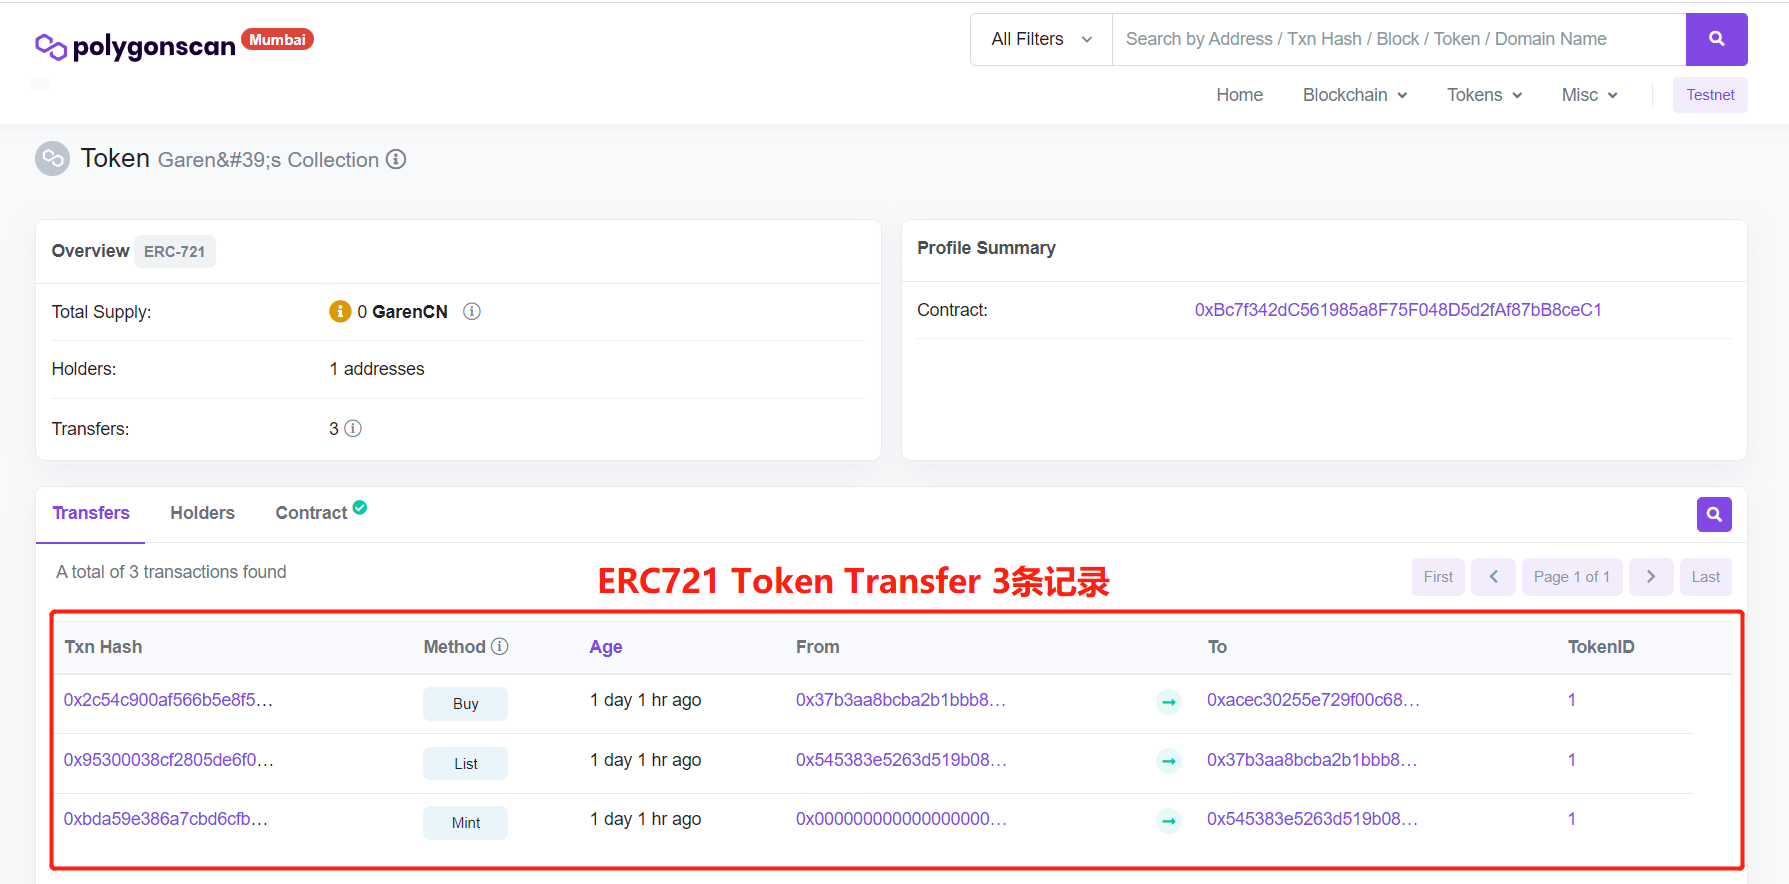 polygonscan Mumbai
All Filters
Search by Address / Txn Hash / Block / Token / Domain Name
Home Blockchain Tokens Misc Testnet
Token Garen&#39;s Collection
Overview ERC-721
Total Supply: 0 GarenCN
Holders: 1 addresses
Transfers: 3
Profile Summary
Contract: 0xBc7f342dC561985a8F75F048D5d2fAf87bB8ceC1
Transfers Holders Contract
A total of 3 transactions found
ERC721 Token Transfer 3条记录
First Page 1 of 1 Last
Txn Hash Method Age From To TokenID
0x2c54c900af566b5e8f5... Buy 1 day 1 hr ago 0x37b3aa8bcba2b1bbb8... 0xacec30255e729f00c68... 1
0x95300038cf2805de6f0... List 1 day 1 hr ago 0x545383e5263d519b08... 0x37b3aa8bcba2b1bbb8... 1
0xbda59e386a7cbd6cfb... Mint 1 day 1 hr ago 0x000000000000000000... 0x545383e5263d519b08... 1